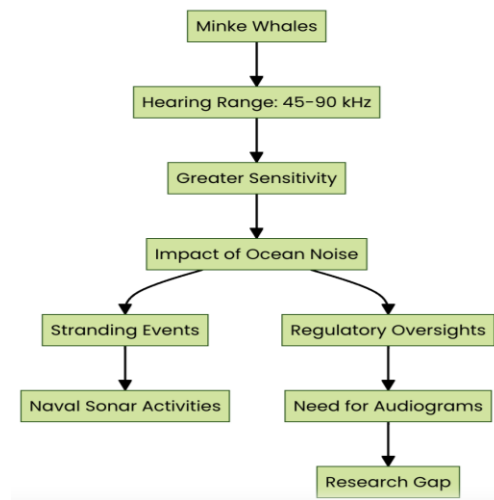 Minke Whales
Hearing Range: 45-90 kHz
Greater Sensitivity
Impact of Ocean Noise
Stranding Events
Regulatory Oversights
Naval Sonar Activities
Need for Audiograms
Research Gap